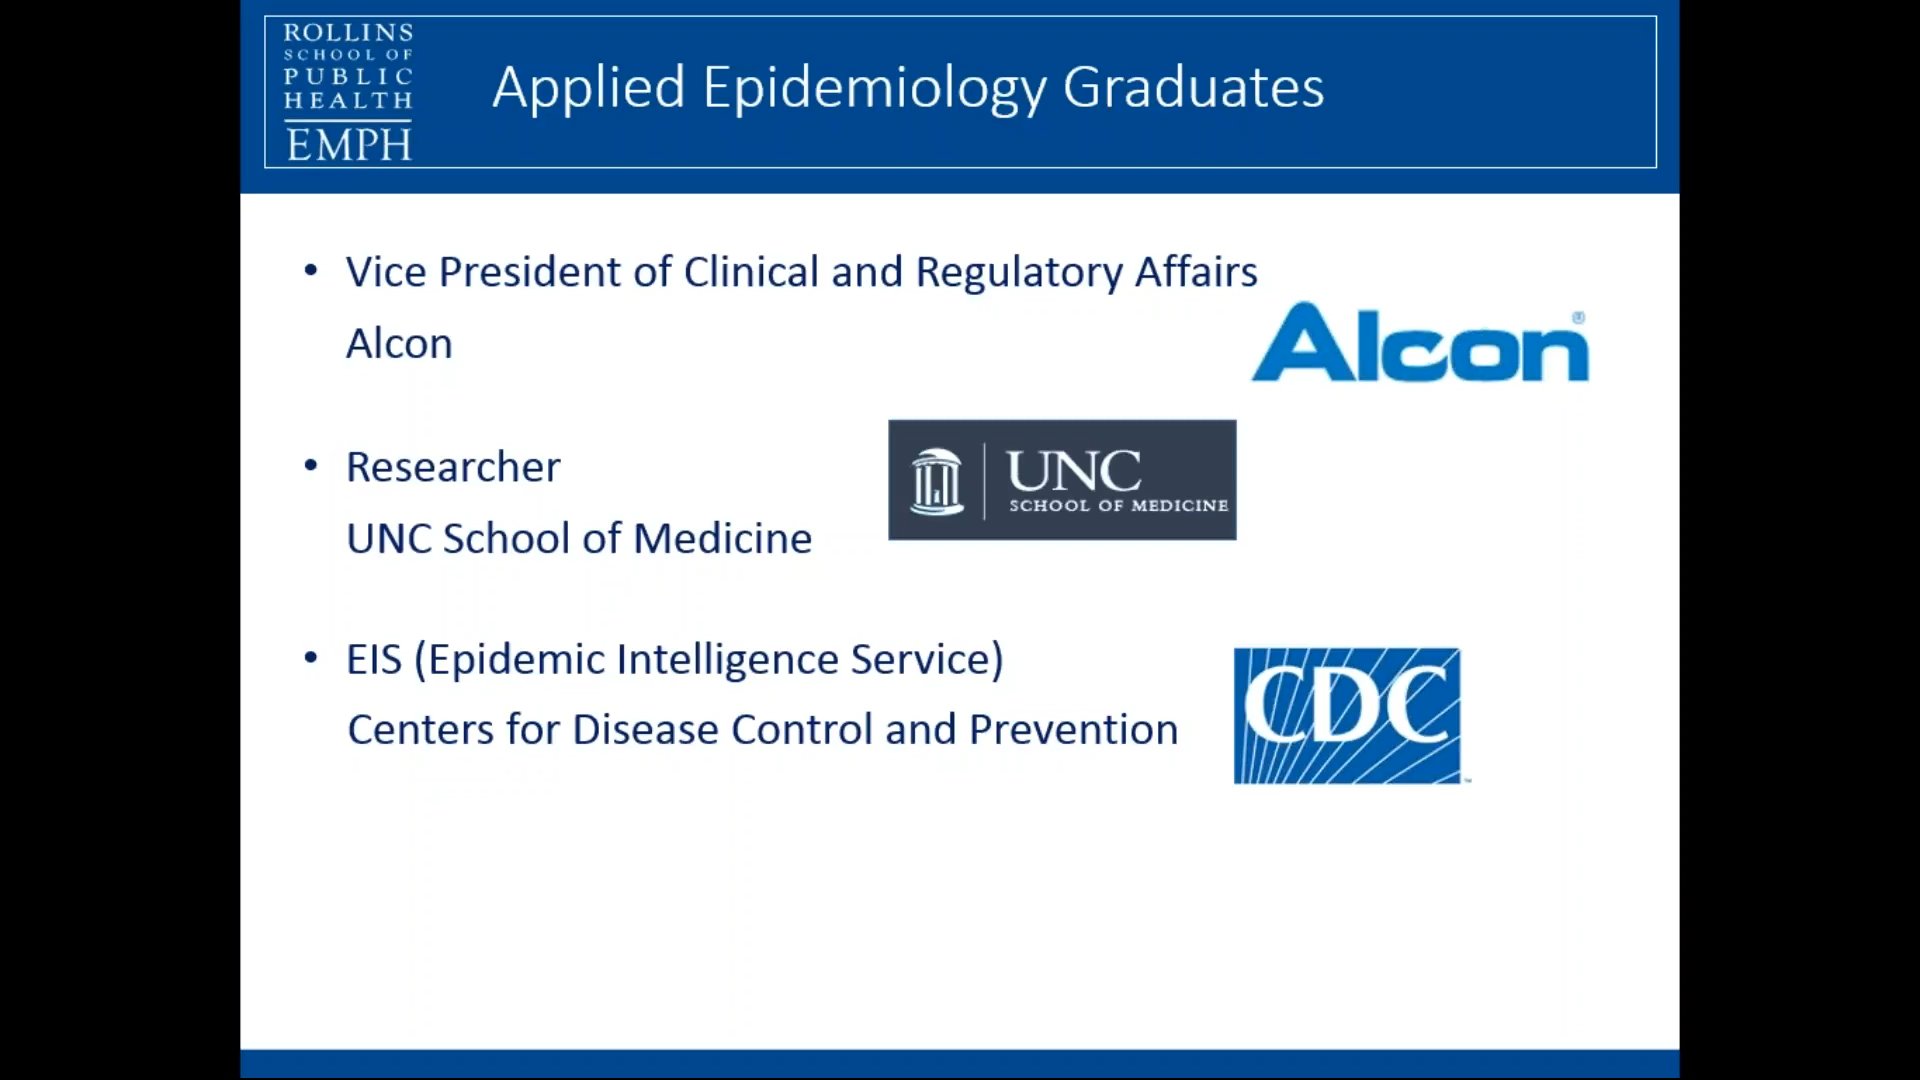 ROLLINS
SCHOOL OF
PUBLIC
HEALTH
EMPH
Applied Epidemiology Graduates
• Vice President of Clinical and Regulatory Affairs
Alcon
Alcon®
• Researcher
UNC School of Medicine
UNC
SCHOOL OF MEDICINE
• EIS (Epidemic Intelligence Service)
Centers for Disease Control and Prevention
CDC™